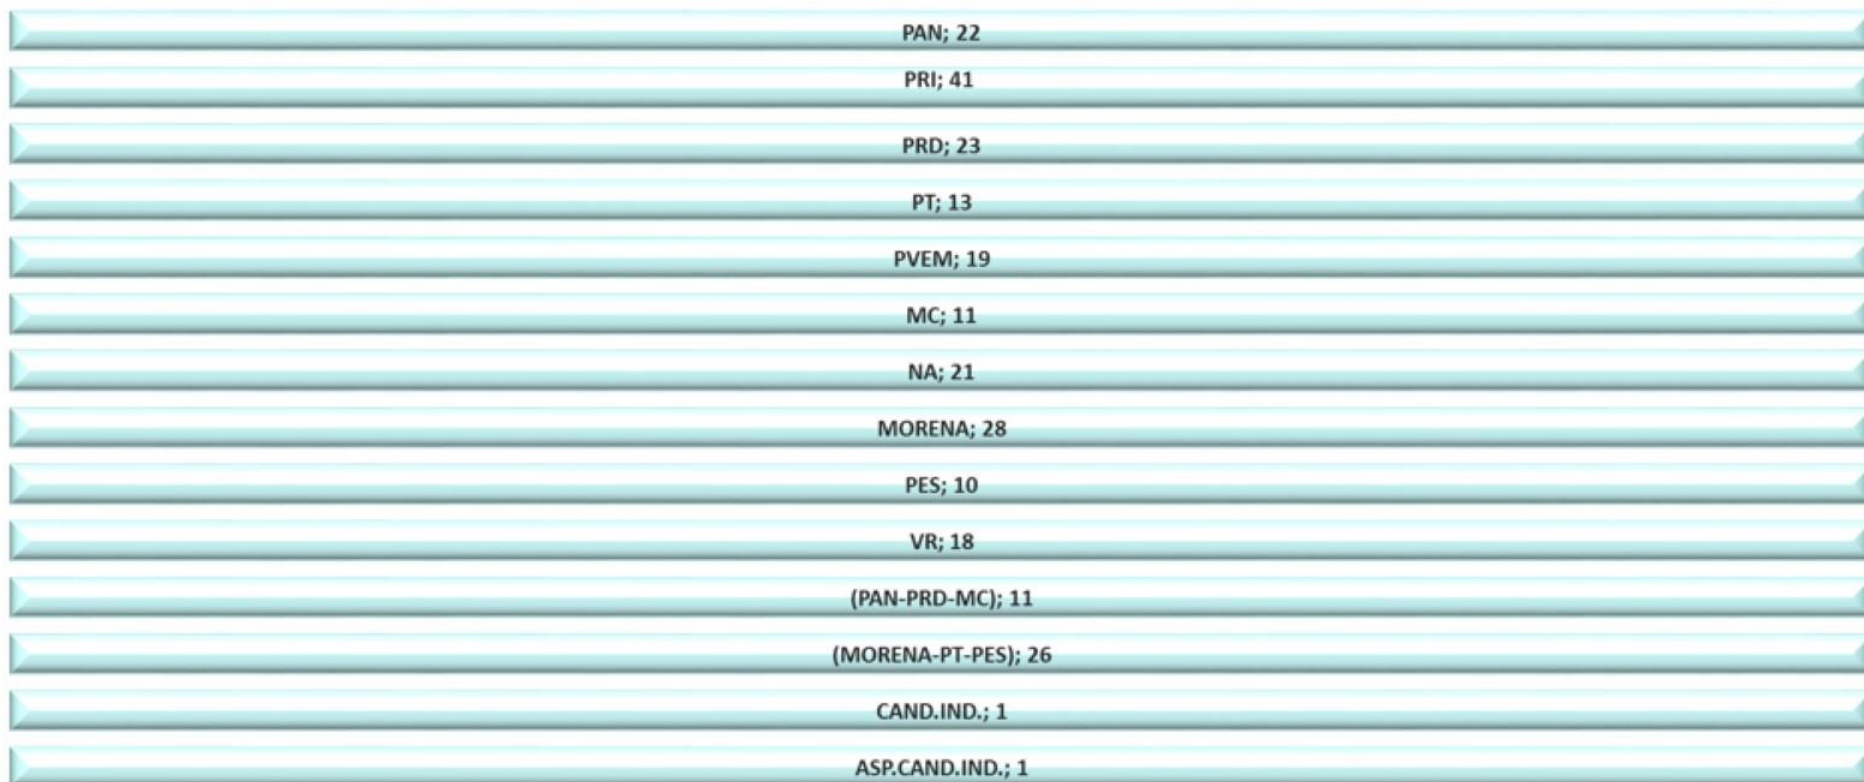 PAN; 22
PRI; 41
PRD; 23
PT; 13
PVEM; 19
MC; 11
NA; 21
MORENA; 28
PES; 10
VR; 18
(PAN-PRD-MC); 11
(MORENA-PT-PES); 26
CAND.IND.; 1
ASP.CAND.IND.; 1